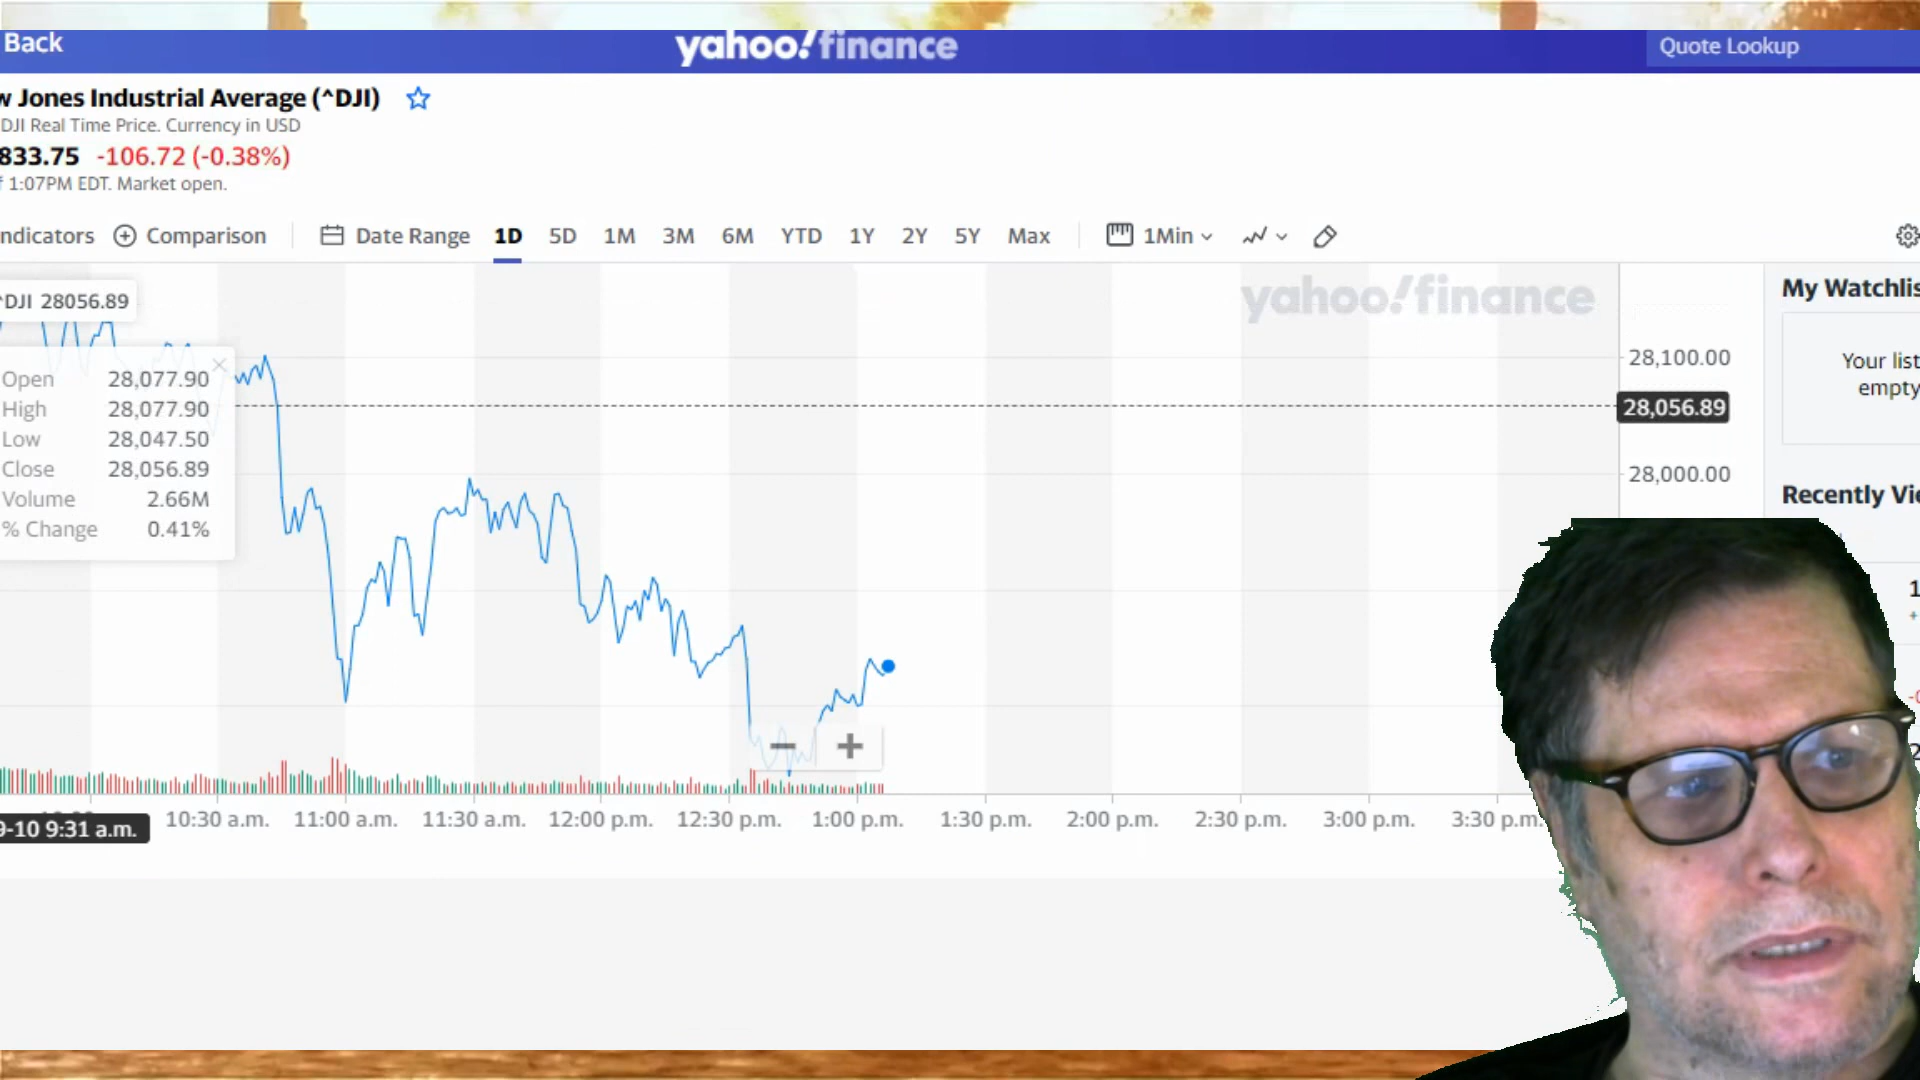 Back
yahoo!finance
Quote Lookup
w Jones Industrial Average (^DJI)
DJI Real Time Price. Currency in USD
833.75 -106.72 (-0.38%)
f 1:07PM EDT. Market open.
ndicators Comparison Date Range 1D 5D 1M 3M 6M YTD 1Y 2Y 5Y Max 1Min
^DJI 28056.89
yahoo!finance
My Watchlis
Your list
empty
28,100.00
Open 28,077.90
High 28,077.90
28,056.89
Low 28,047.50
Close 28,056.89
28,000.00
Volume 2.66M
Recently Vie
% Change 0.41%
9-10 9:31 a.m. 10:30 a.m. 11:00 a.m. 11:30 a.m. 12:00 p.m. 12:30 p.m. 1:00 p.m. 1:30 p.m. 2:00 p.m. 2:30 p.m. 3:00 p.m. 3:30 p.m.